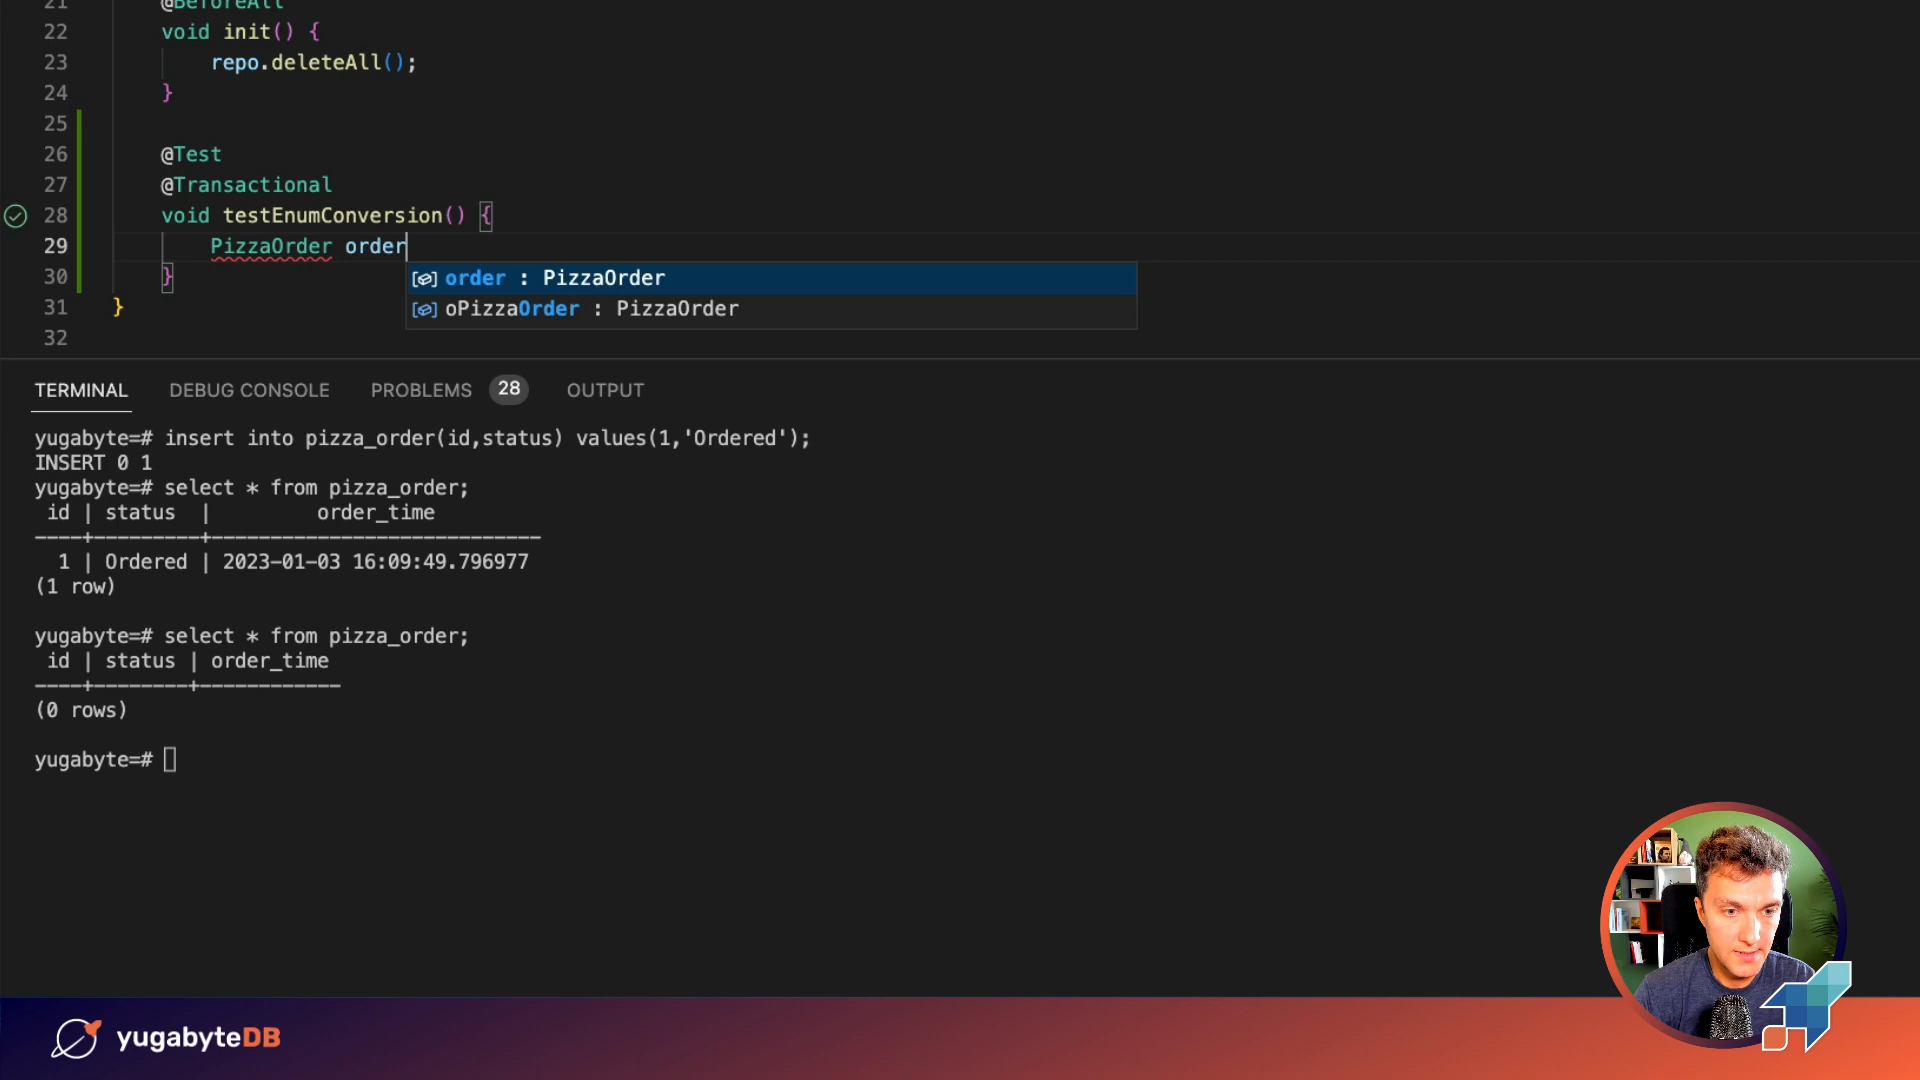 21 @BeforeAll
22 void init() {
23 repo.deleteAll();
24 }
25
26 @Test
27 @Transactional
28 void testEnumConversion() {
29 PizzaOrder order
30 }
order : PizzaOrder
oPizzaOrder : PizzaOrder
31 }
32
TERMINAL DEBUG CONSOLE PROBLEMS 28 OUTPUT
yugabyte=# insert into pizza_order(id,status) values(1,'Ordered');
INSERT 0 1
yugabyte=# select * from pizza_order;
id | status | order_time
----+---------+----------------------------
1 | Ordered | 2023-01-03 16:09:49.796977
(1 row)
yugabyte=# select * from pizza_order;
id | status | order_time
----+--------+------------
(0 rows)
yugabyte=#
yugabyteDB